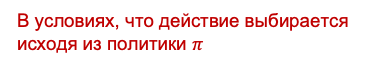 В условиях, что действие выбирается
исходя из политики π